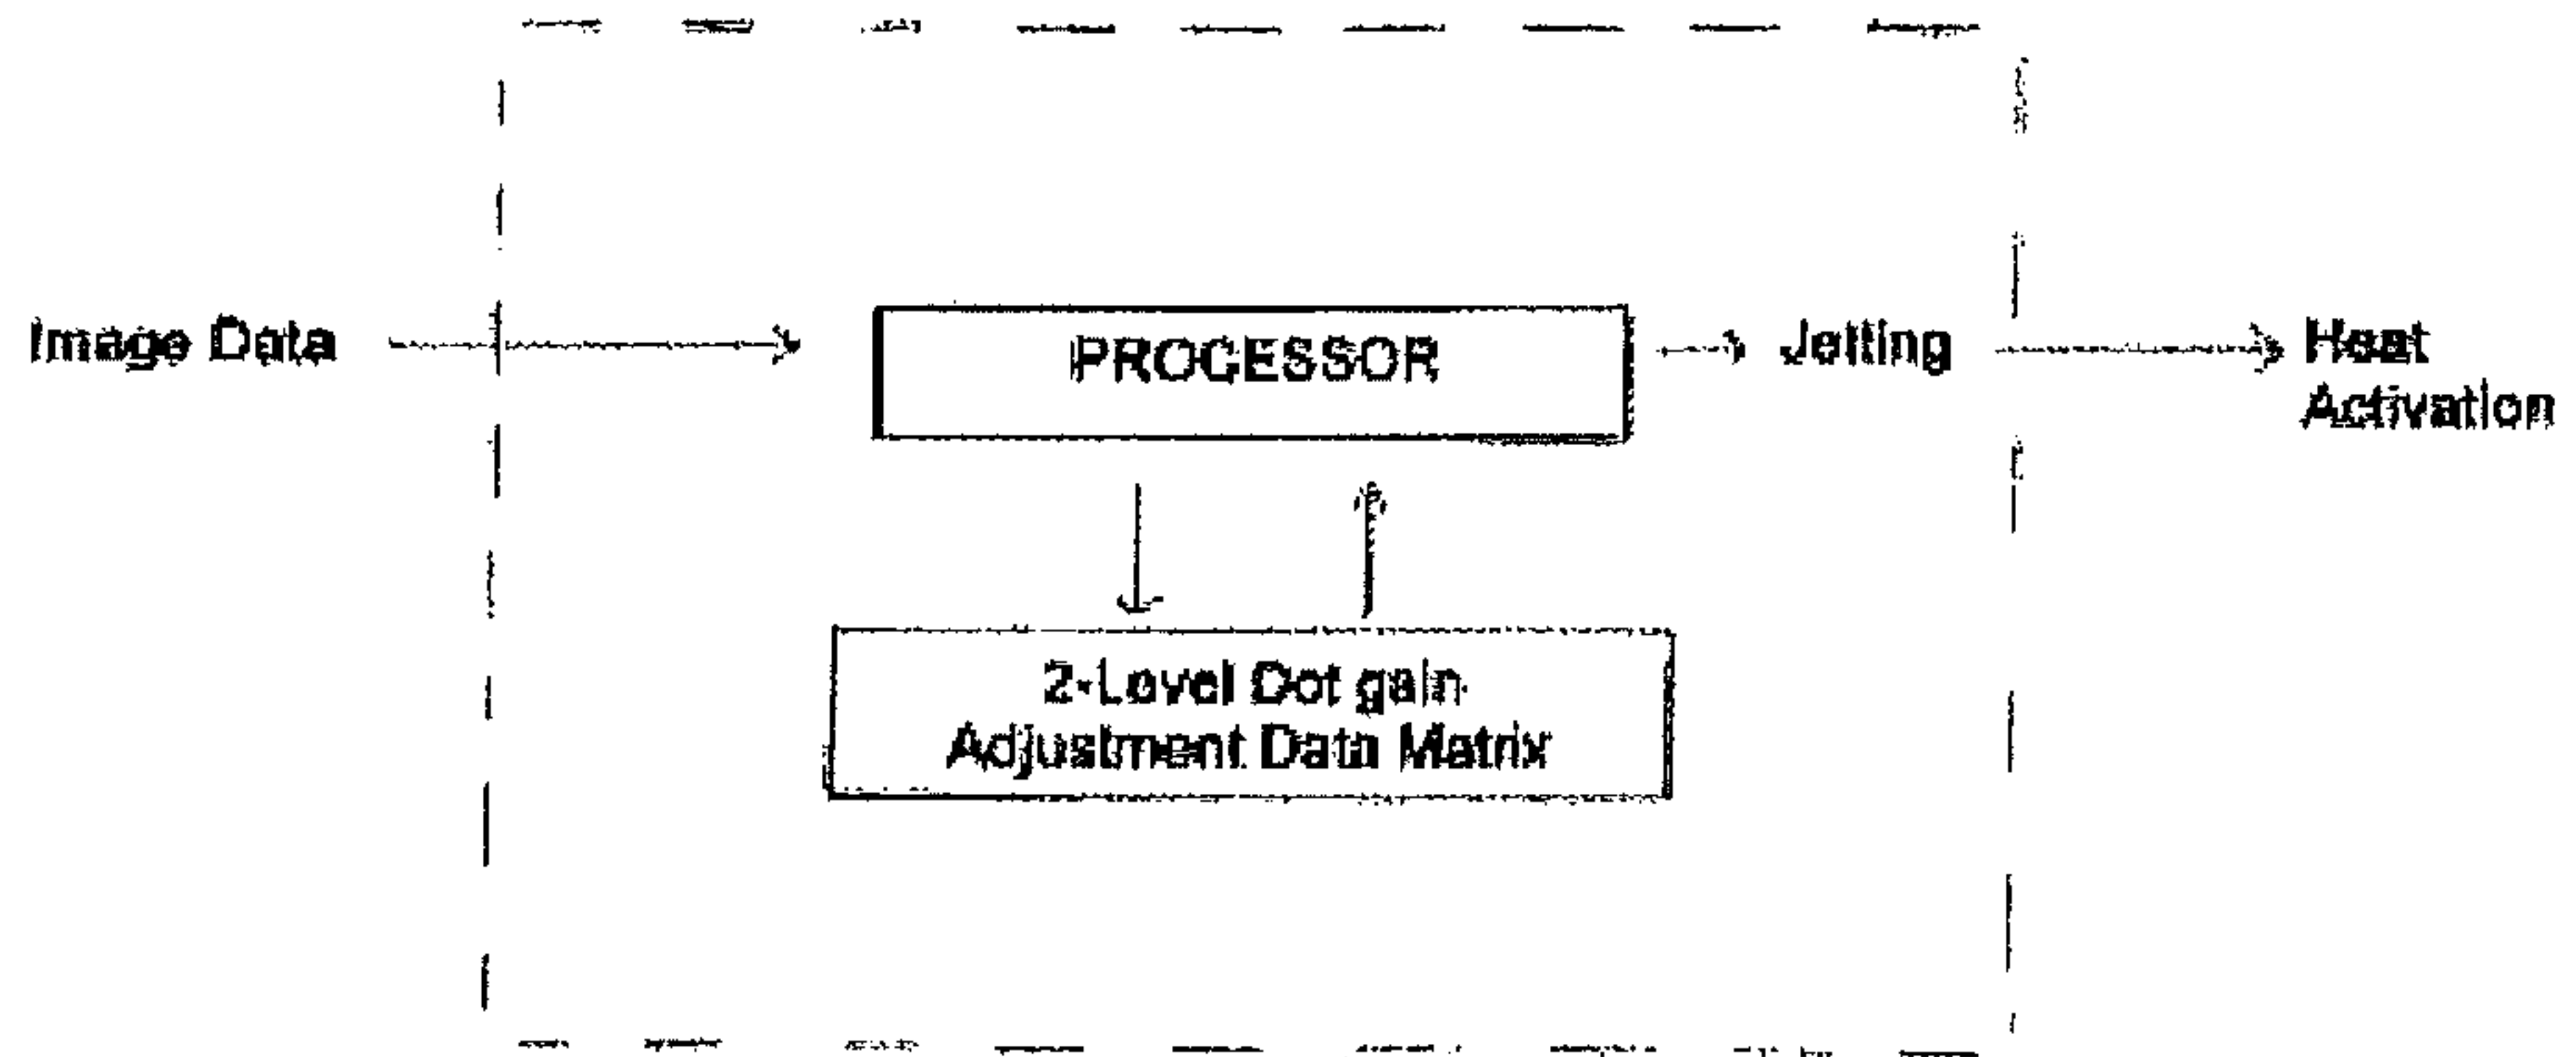 Image Data
PROCESSOR
Jetting
Heat
Activation
2-Level Dot gain
Adjustment Data Matrix